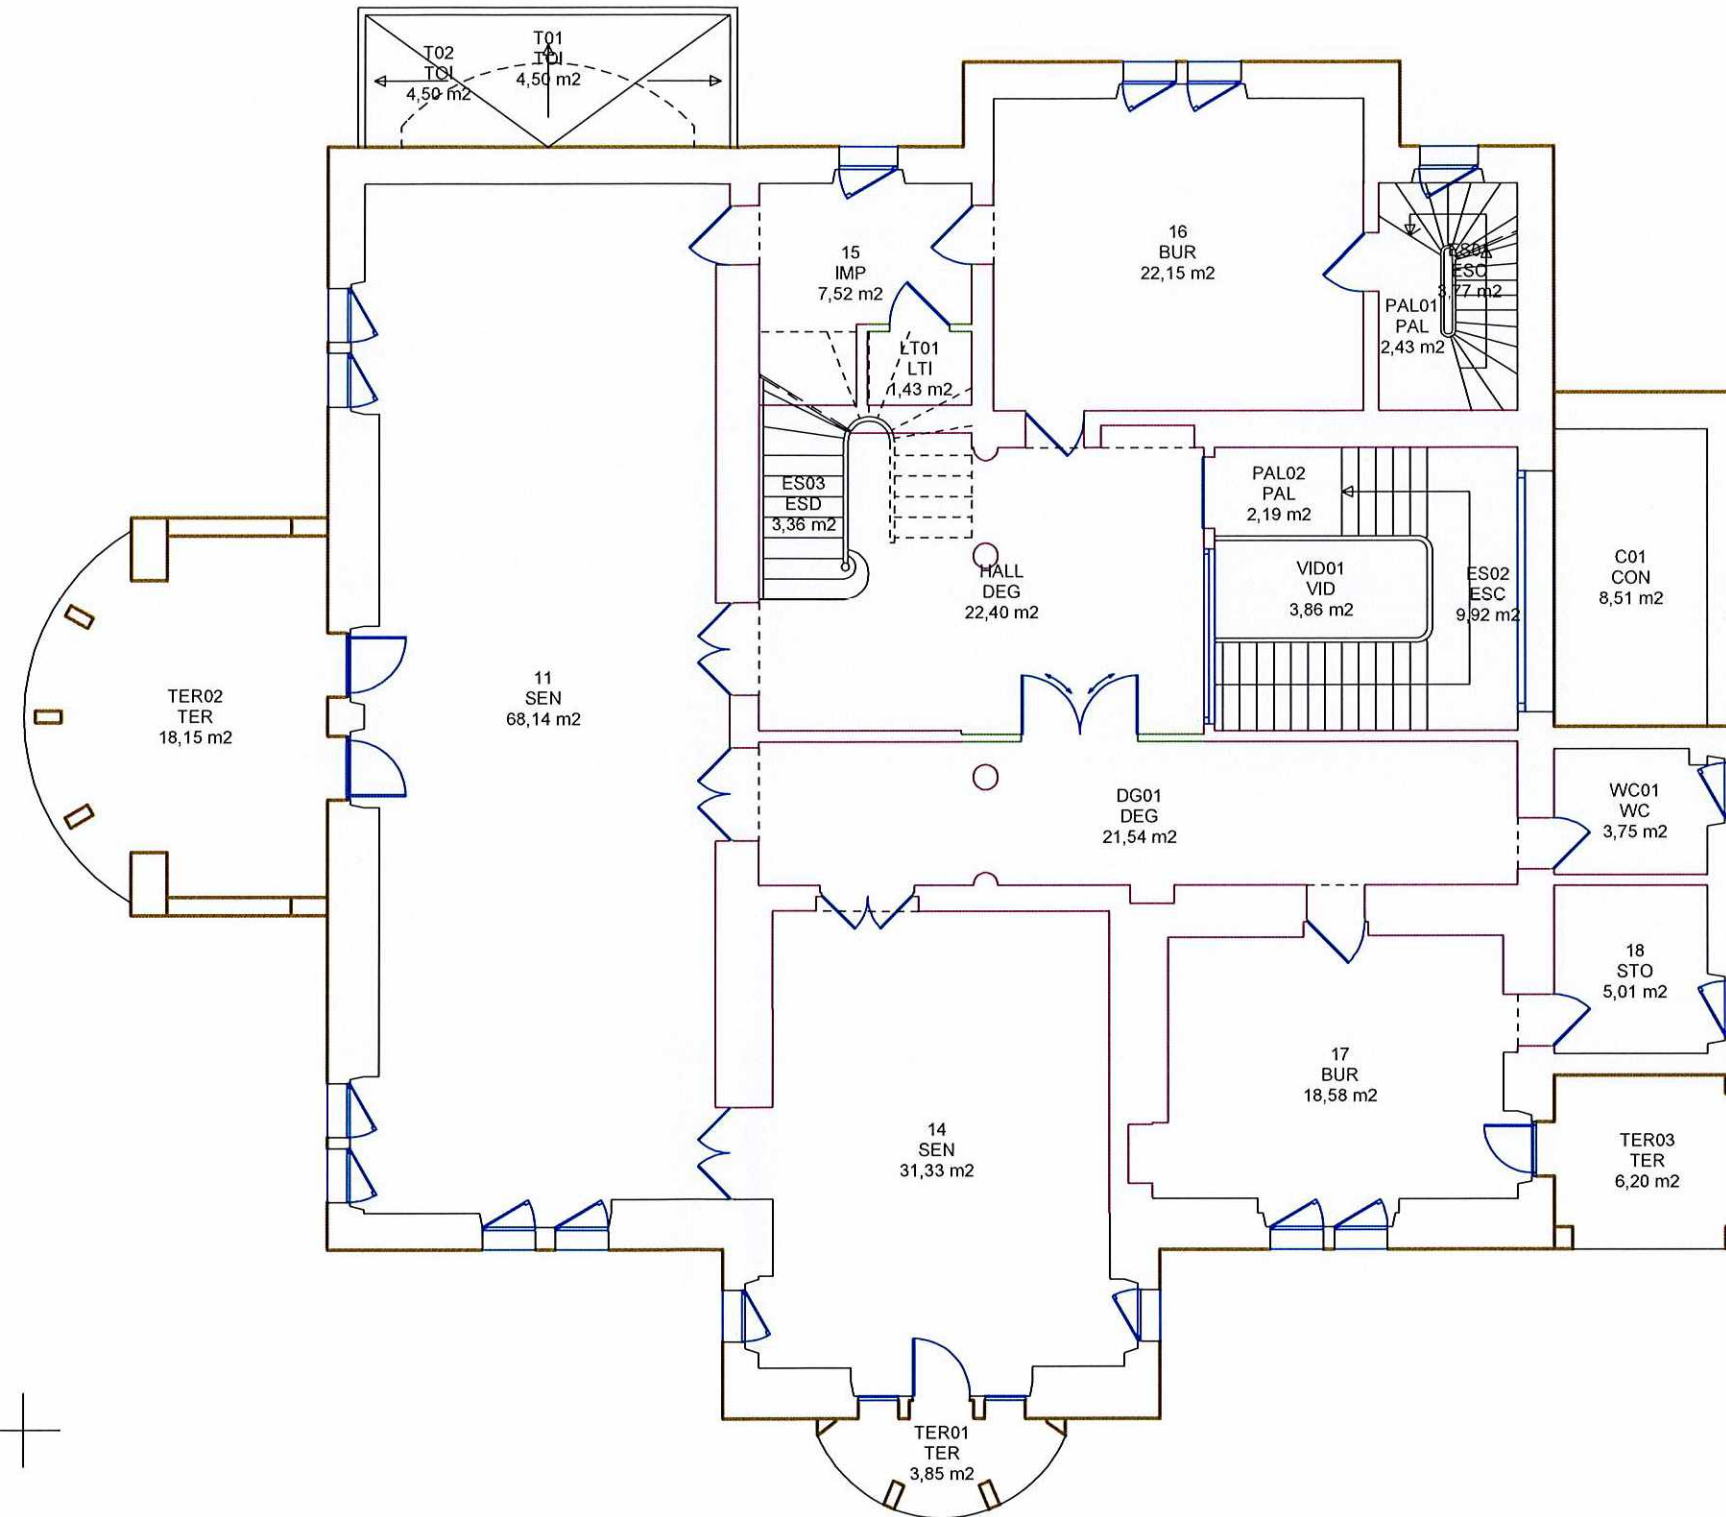 T01
TOI
4,50 m2
T02
TOI
4,50 m2
16
BUR
22,15 m2
15
IMP
7,52 m2
ESC
3,77 m2
PAL01
PAL
2,43 m2
LT01
LTI
1,43 m2
ES03
ESD
3,36 m2
PAL02
PAL
2,19 m2
HALL
DEG
22,40 m2
VID01
VID
3,86 m2
ES02
ESC
9,92 m2
C01
CON
8,51 m2
11
SEN
68,14 m2
TER02
TER
18,15 m2
DG01
DEG
21,54 m2
WC01
WC
3,75 m2
18
STO
5,01 m2
17
BUR
18,58 m2
14
SEN
31,33 m2
TER03
TER
6,20 m2
TER01
TER
3,85 m2